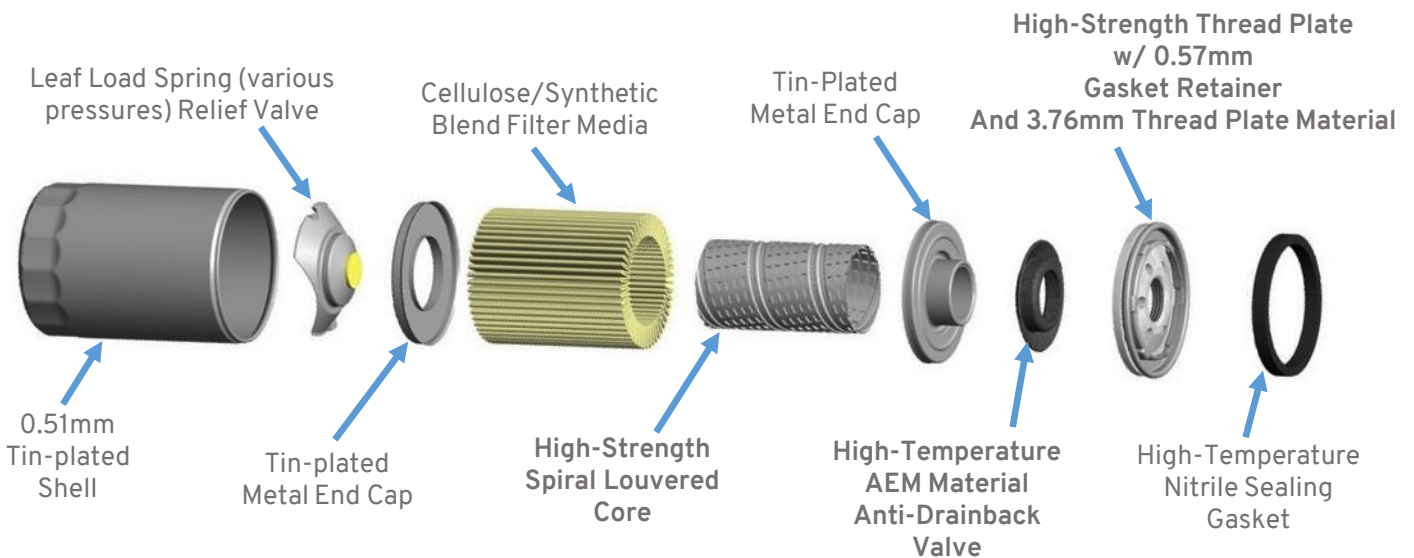 Leaf Load Spring (various
pressures) Relief Valve
Cellulose/Synthetic
Blend Filter Media
Tin-Plated
Metal End Cap
High-Strength Thread Plate
w/ 0.57mm
Gasket Retainer
And 3.76mm Thread Plate Material
0.51mm
Tin-plated
Shell
Tin-plated
Metal End Cap
High-Strength
Spiral Louvered
Core
High-Temperature
AEM Material
Anti-Drainback
Valve
High-Temperature
Nitrile Sealing
Gasket